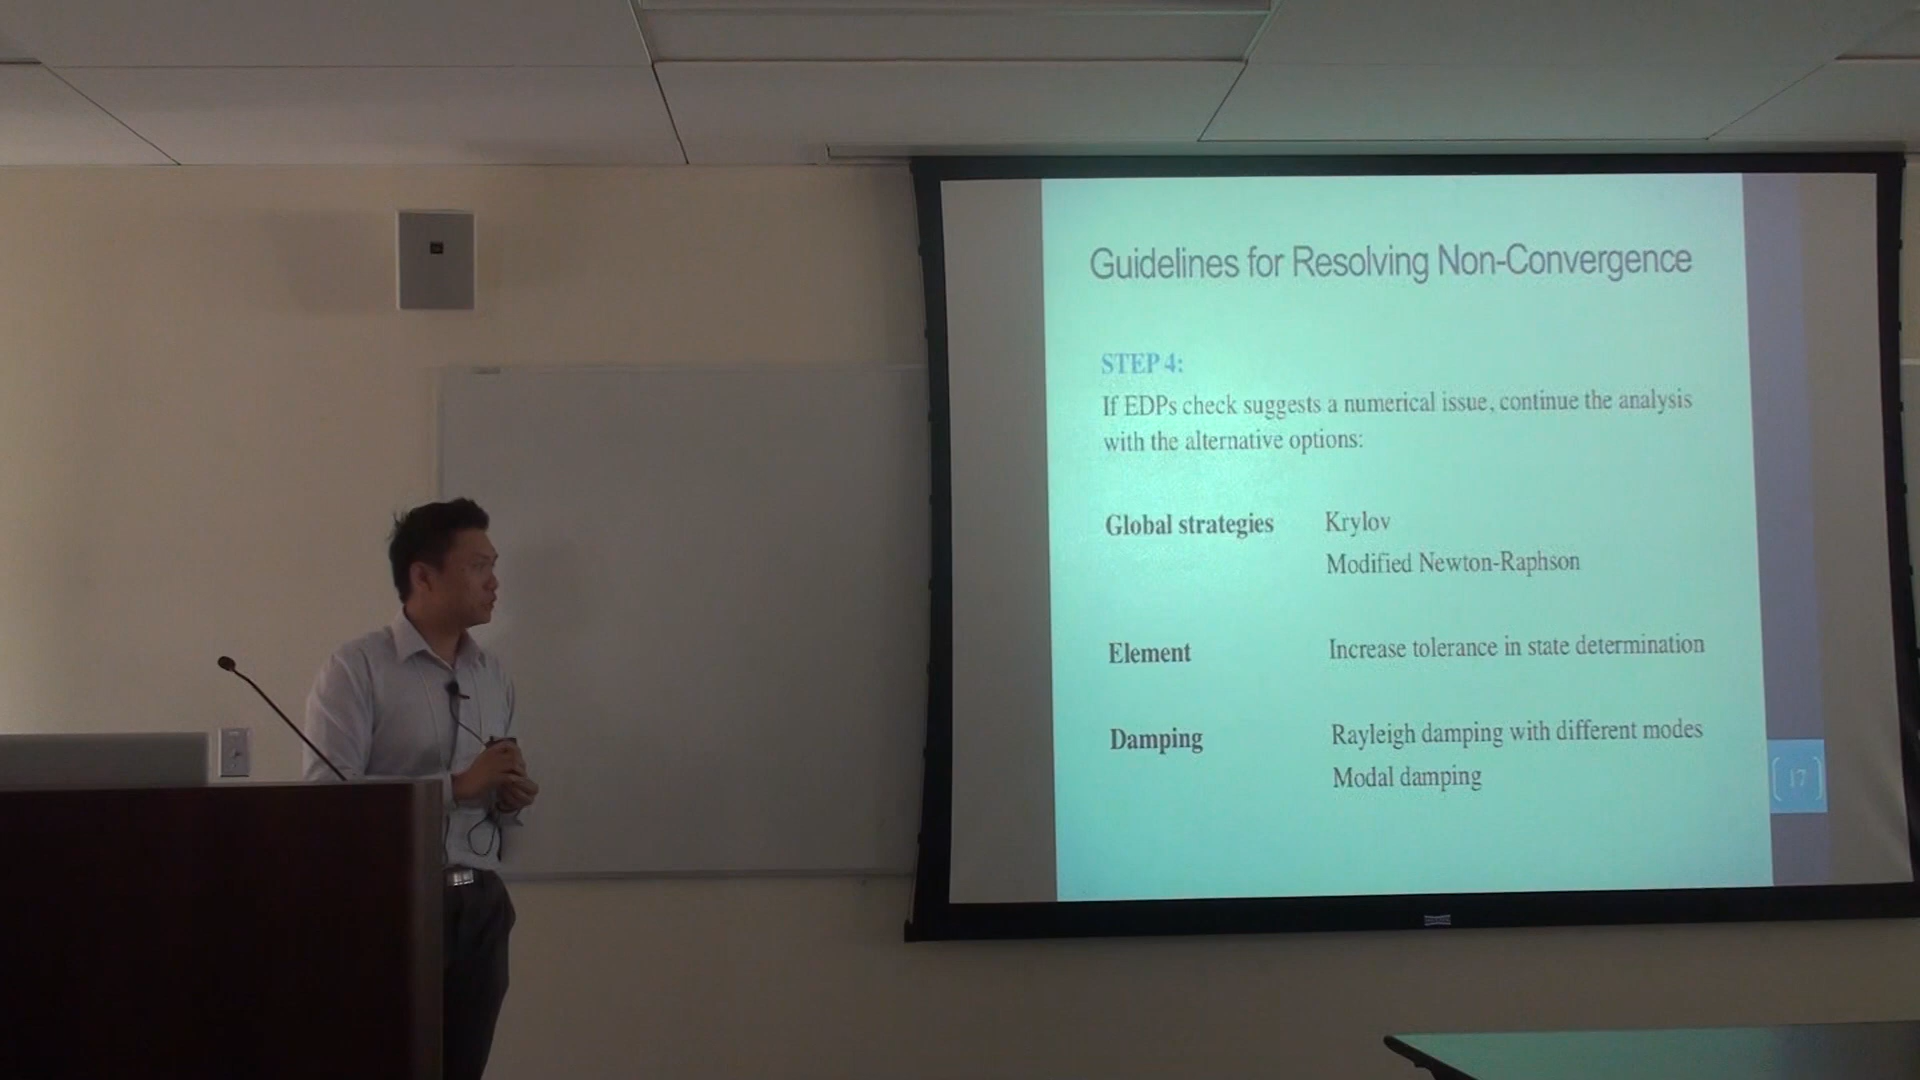 Guidelines for Resolving Non-Convergence
STEP 4:
If EDPs check suggests a numerical issue, continue the analysis
with the alternative options:
Global strategies Krylov
Modified Newton-Raphson
Element Increase tolerance in state determination
Damping Rayleigh damping with different modes
Modal damping
17